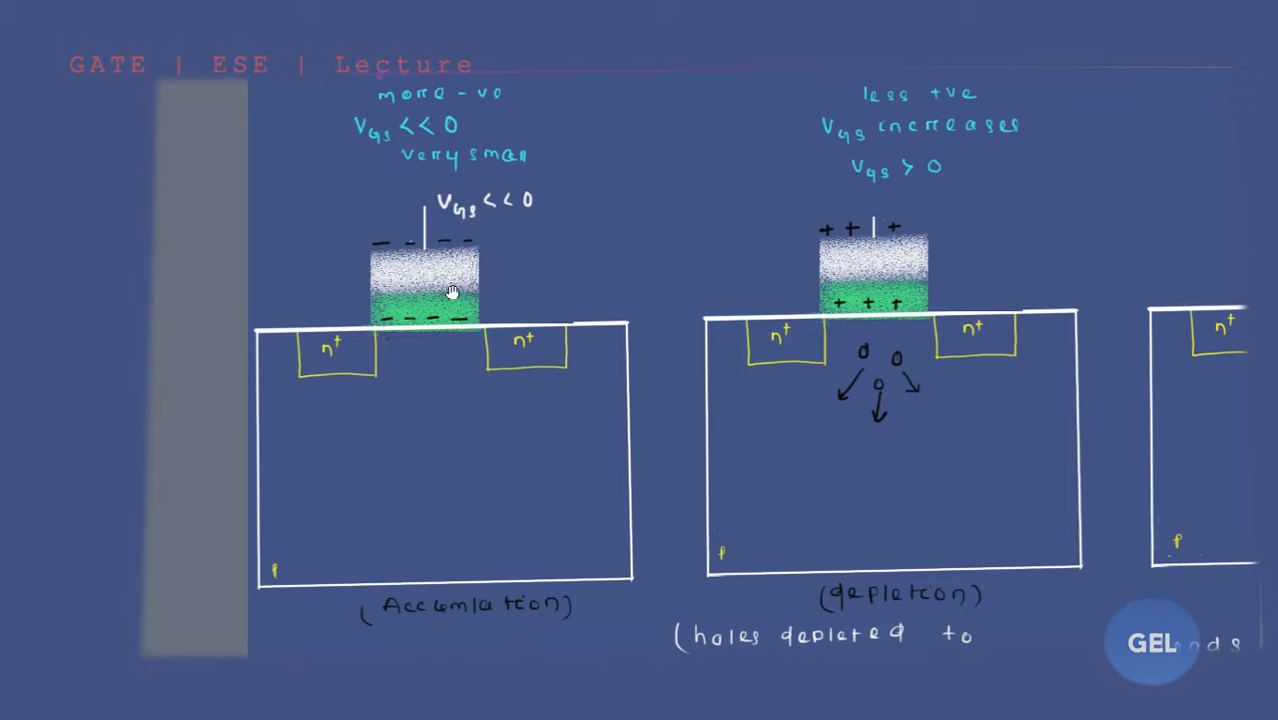 GATE | ESE | Lecture
more -ve
VGS << 0
very small
VGS << 0
- - - -
- - - -
n+ n+
p
(Accumlation)
less +ve
VGS increases
VGS > 0
+ + +
+ + +
n+ n+
p
(depletion)
(holes depleted to
n+
p
GEL